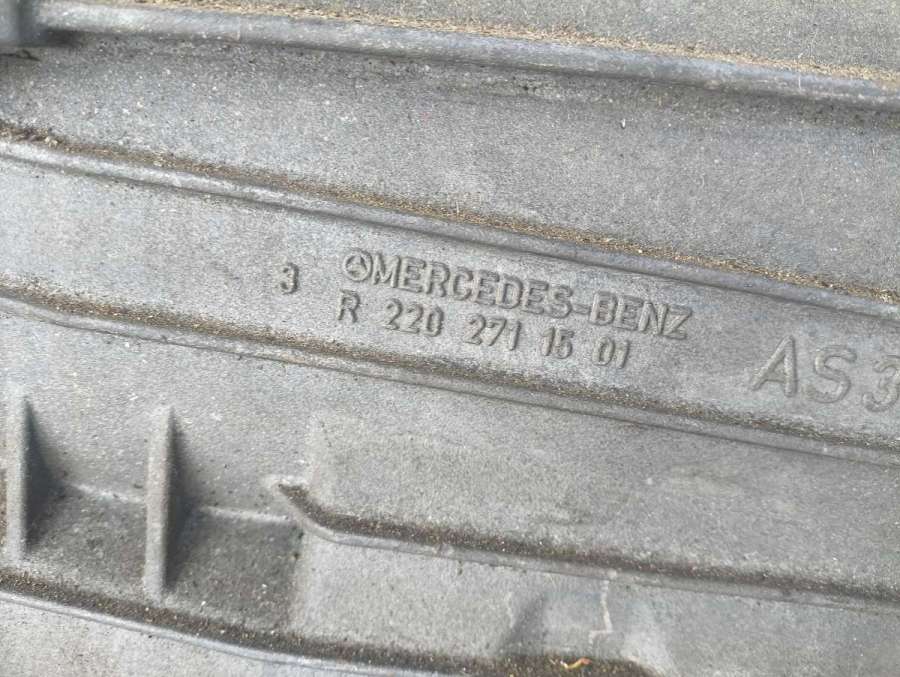 3 MERCEDES-BENZ
R 220 271 15 01
AS3